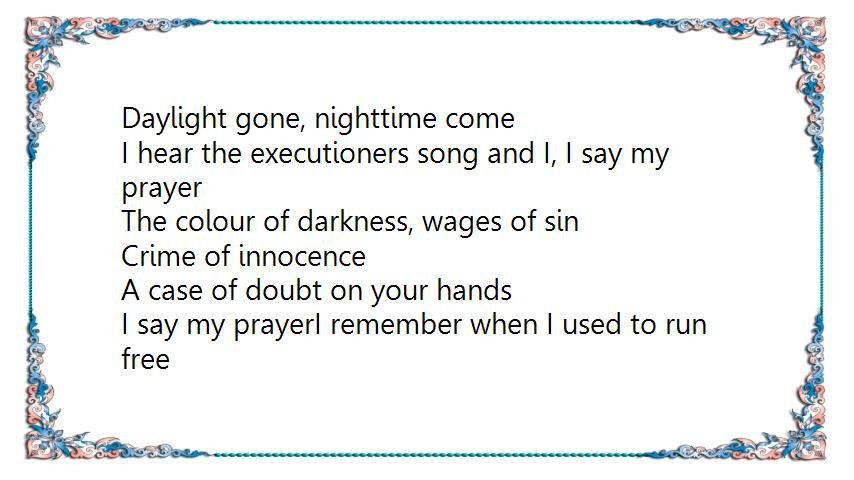 Daylight gone, nighttime come
I hear the executioners song and I, I say my
prayer
The colour of darkness, wages of sin
Crime of innocence
A case of doubt on your hands
I say my prayerI remember when I used to run
free